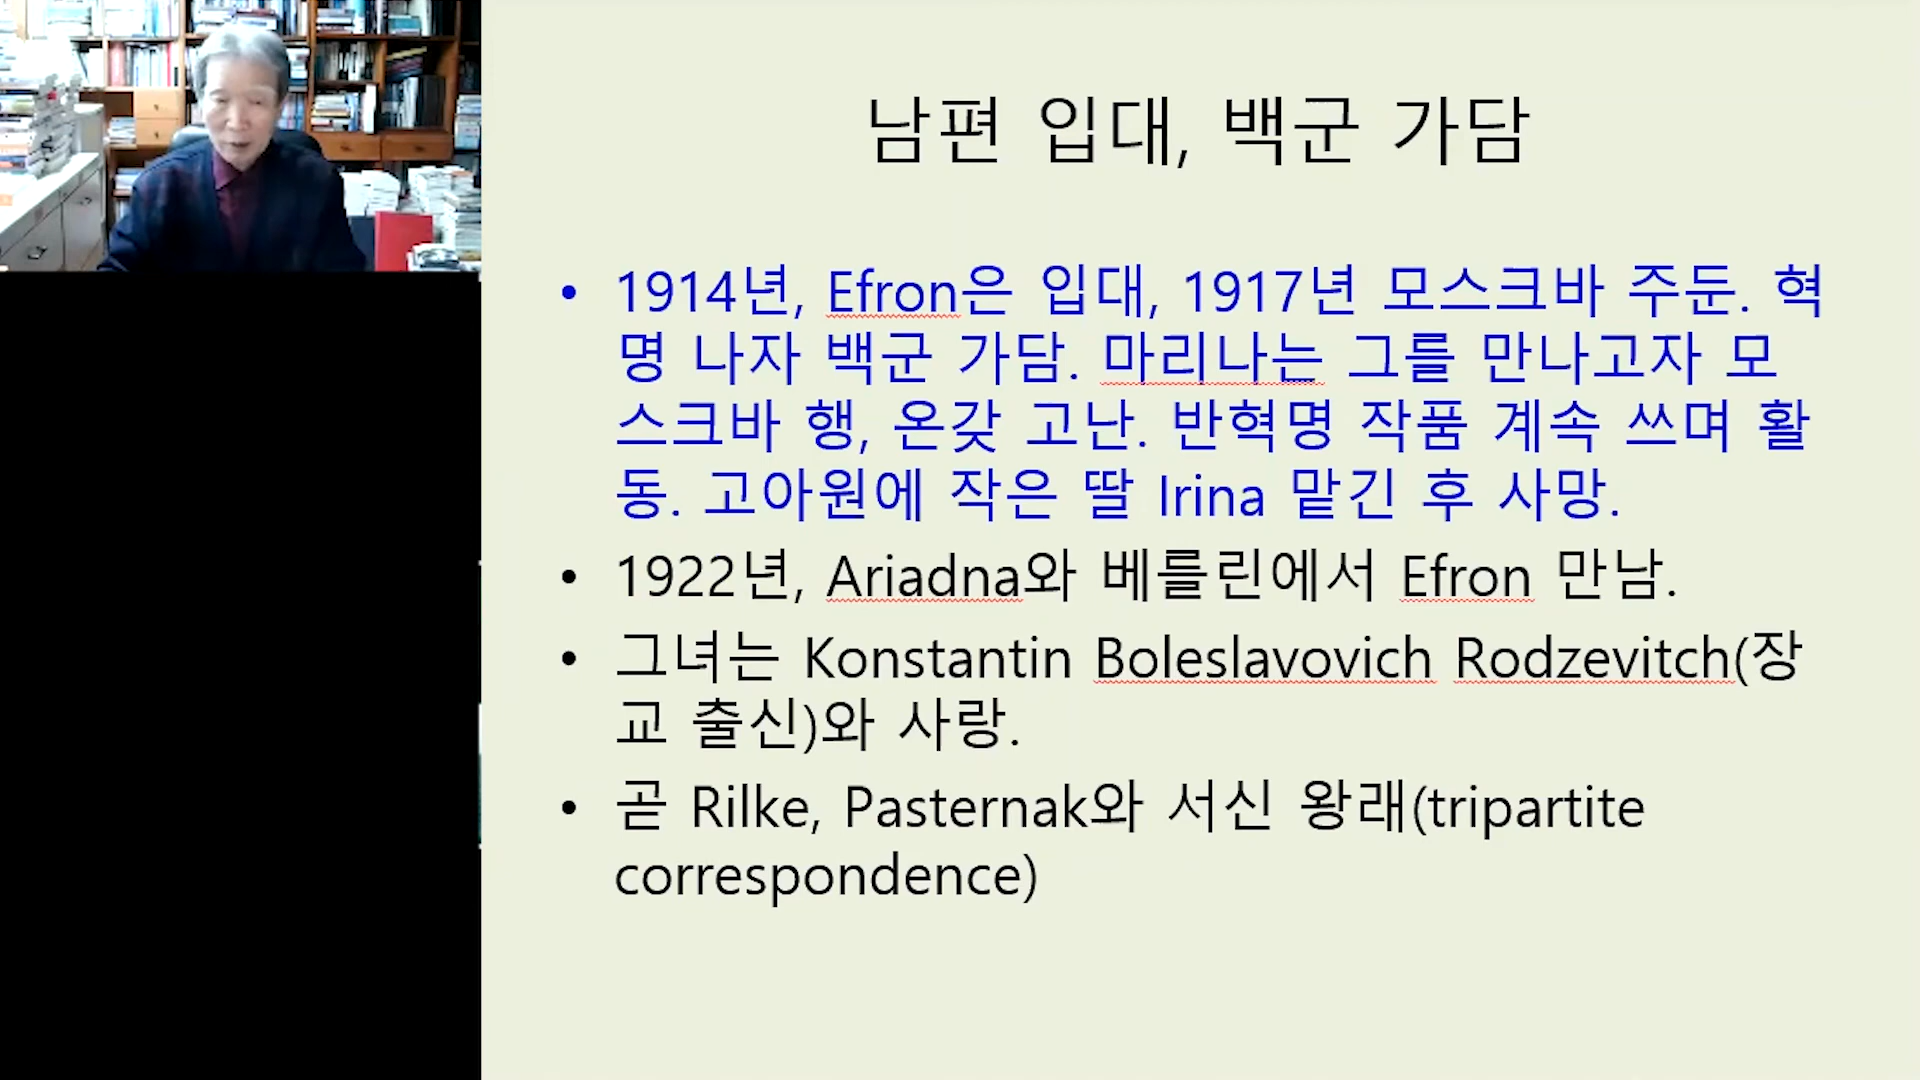 남편 입대, 백군 가담
• 1914년, Efron은 입대, 1917년 모스크바 주둔. 혁
명 나자 백군 가담. 마리나는 그를 만나고자 모
스크바 행, 온갖 고난. 반혁명 작품 계속 쓰며 활
동. 고아원에 작은 딸 Irina 맡긴 후 사망.
• 1922년, Ariadna와 베를린에서 Efron 만남.
• 그녀는 Konstantin Boleslavovich Rodzevitch(장
교 출신)와 사랑.
• 곧 Rilke, Pasternak와 서신 왕래(tripartite
correspondence)